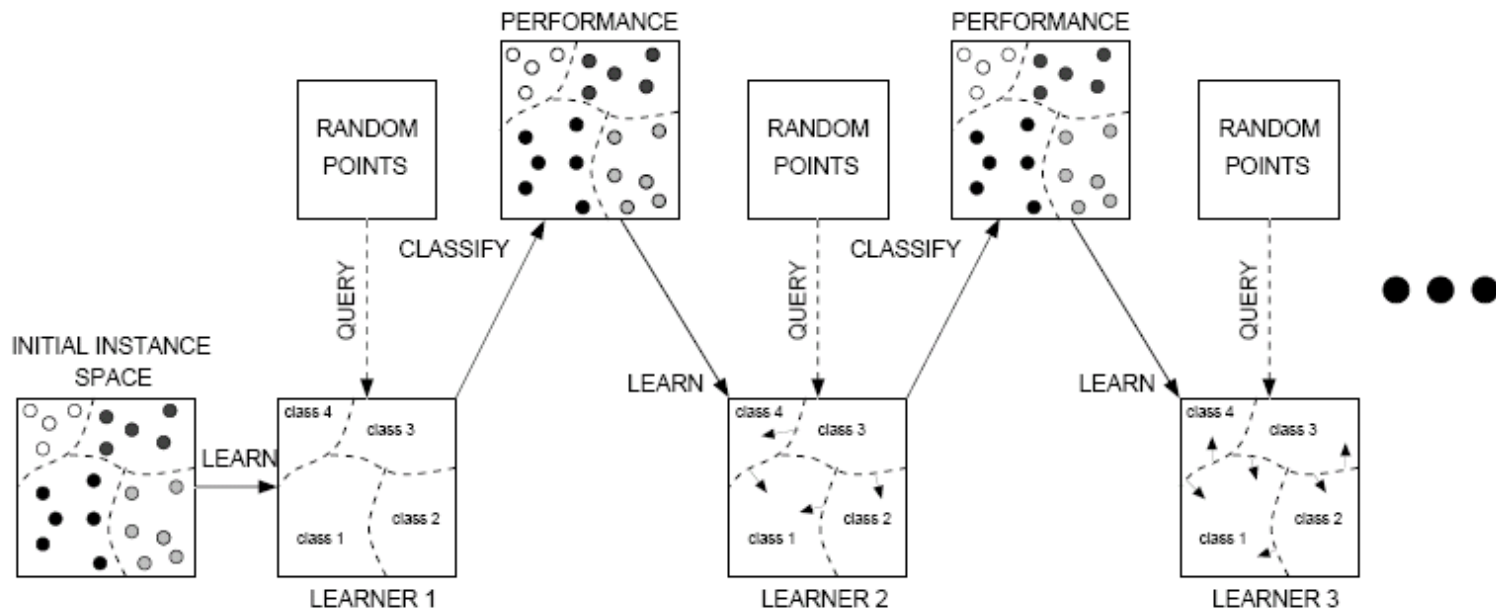 PERFORMANCE
PERFORMANCE
RANDOM
POINTS
RANDOM
POINTS
RANDOM
POINTS
CLASSIFY
CLASSIFY
QUERY
QUERY
QUERY
INITIAL INSTANCE
SPACE
LEARN
LEARN
LEARN
class 4
class 3
class 1
class 2
class 4
class 3
class 1
class 2
class 4
class 3
class 1
class 2
LEARNER 1
LEARNER 2
LEARNER 3